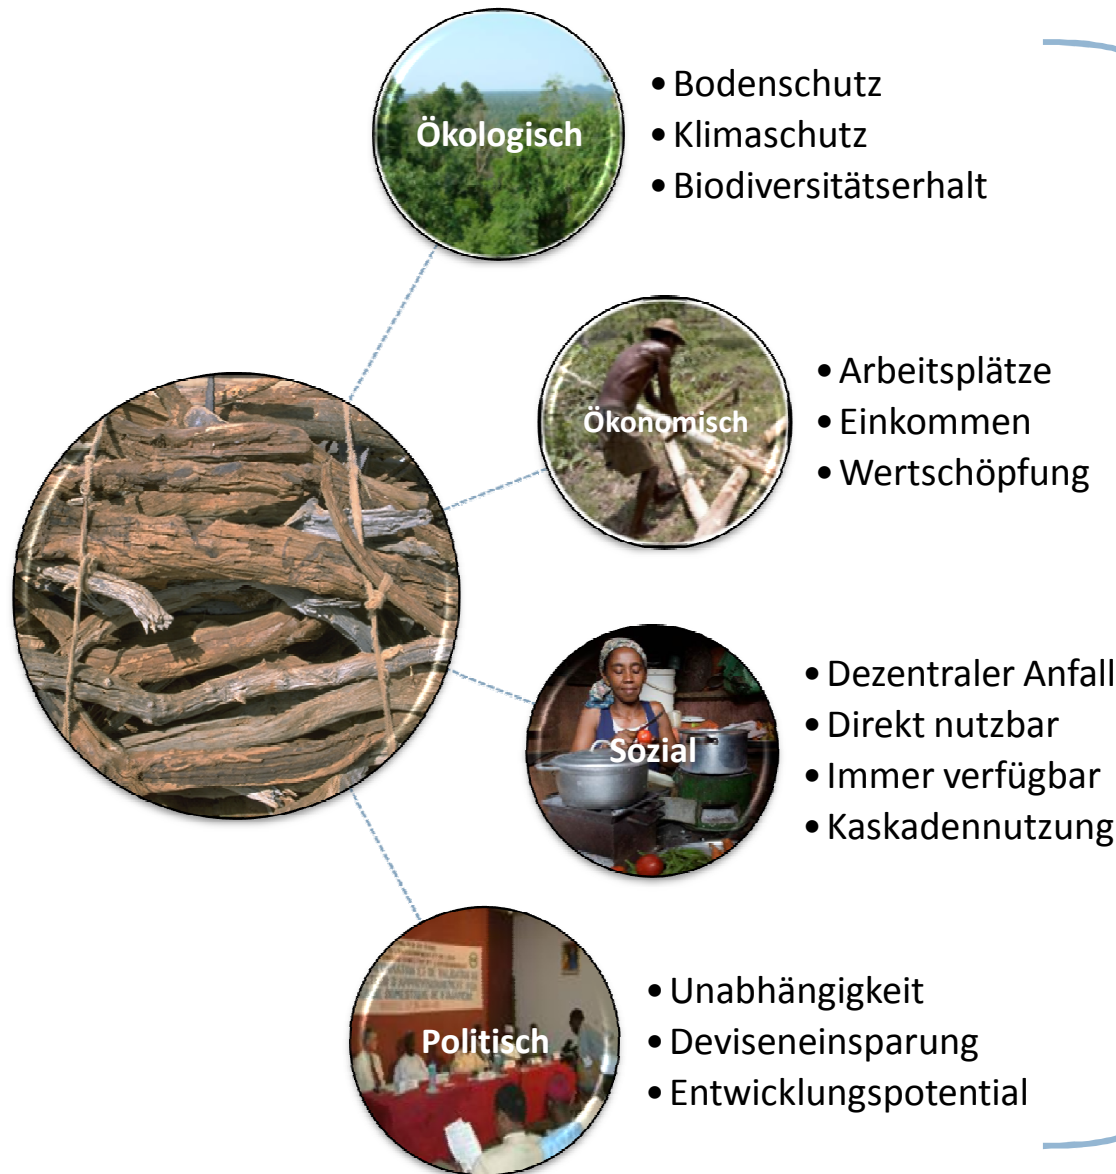 Ökologisch
• Bodenschutz
• Klimaschutz
• Biodiversitätserhalt
Ökonomisch
• Arbeitsplätze
• Einkommen
• Wertschöpfung
Sozial
• Dezentraler Anfall
• Direkt nutzbar
• Immer verfügbar
• Kaskadennutzung
Politisch
• Unabhängigkeit
• Deviseneinsparung
• Entwicklungspotential